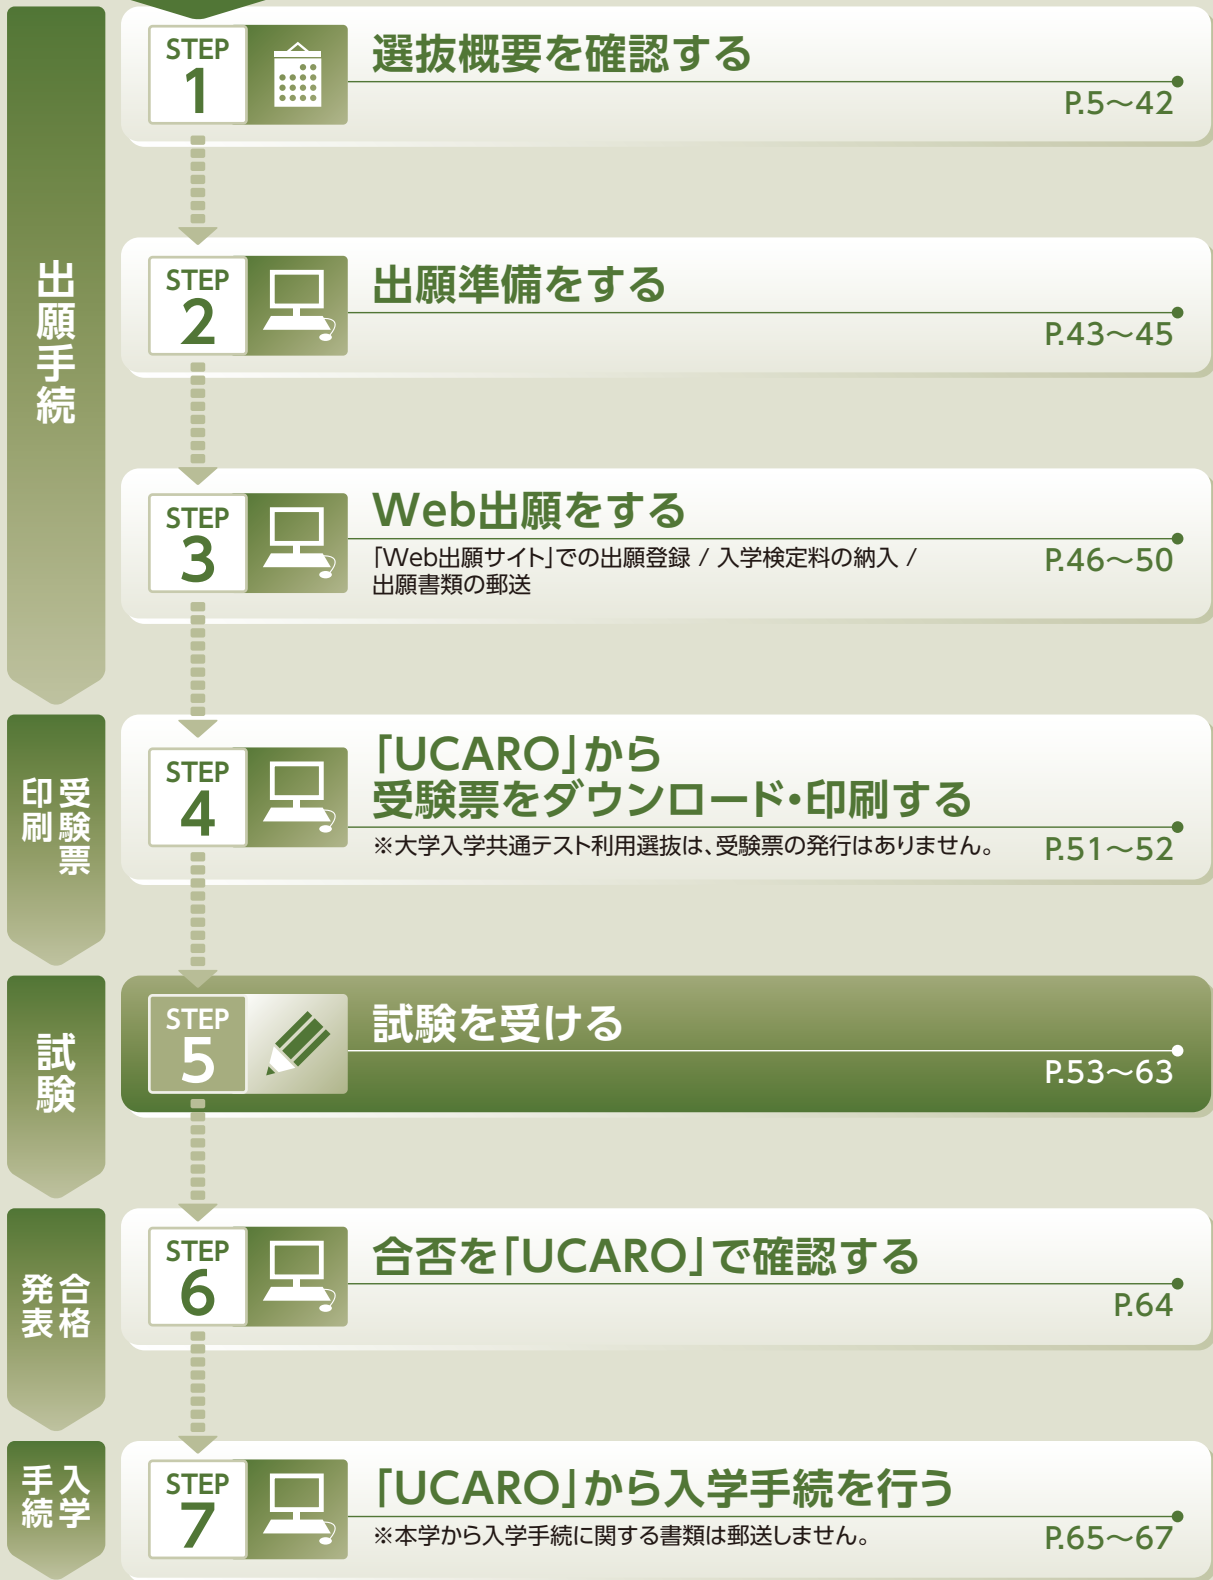 出願手続
STEP
1
選抜概要を確認する
P.5～42
STEP
2
出願準備をする
P.43～45
STEP
3
Web出願をする
「Web出願サイト」での出願登録 / 入学検定料の納入 /
出願書類の郵送
P.46～50
受験票
印刷
STEP
4
「UCARO」から
受験票をダウンロード・印刷する
※大学入学共通テスト利用選抜は、受験票の発行はありません。
P.51～52
試験
STEP
5
試験を受ける
P.53～63
合格
発表
STEP
6
合否を「UCARO」で確認する
P.64
入学
手続
STEP
7
「UCARO」から入学手続を行う
※本学から入学手続に関する書類は郵送しません。
P.65～67